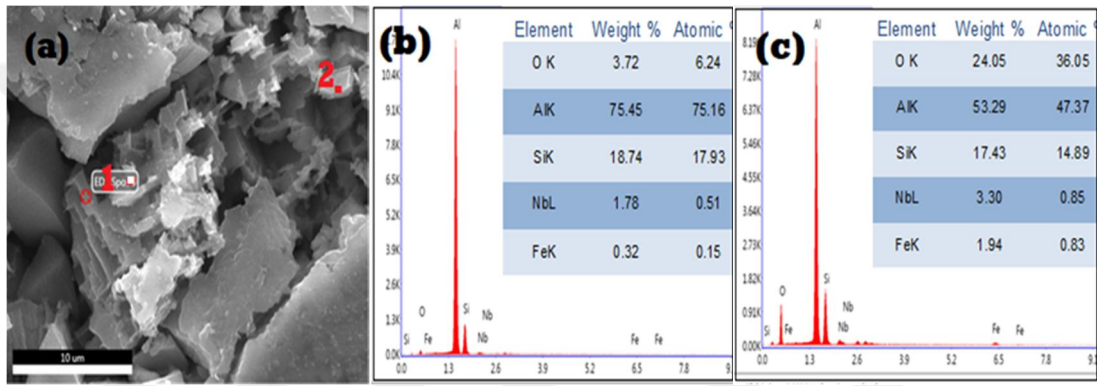 (a)
2.
1
10 um
(b)
Element Weight % Atomic
O K 3.72 6.24
AlK 75.45 75.16
SiK 18.74 17.93
NbL 1.78 0.51
FeK 0.32 0.15
Al
10.4K
9.1K
7.8K
6.5K
5.2K
3.9K
2.6K
1.3K
0.0K
O Si Nb
Si Fe Nb Fe Fe
0.0 1.3 2.6 3.9 5.2 6.5 7.8 9.
(c)
Element Weight % Atomic
O K 24.05 36.05
AlK 53.29 47.37
SiK 17.43 14.89
NbL 3.30 0.85
FeK 1.94 0.83
Al
8.19K
7.28K
6.37K
5.46K
4.55K
3.64K
2.73K
1.82K
0.91K
0.00K
O Si Nb
Si Fe Nb Fe Fe
0.0 1.3 2.6 3.9 5.2 6.5 7.8 9.1